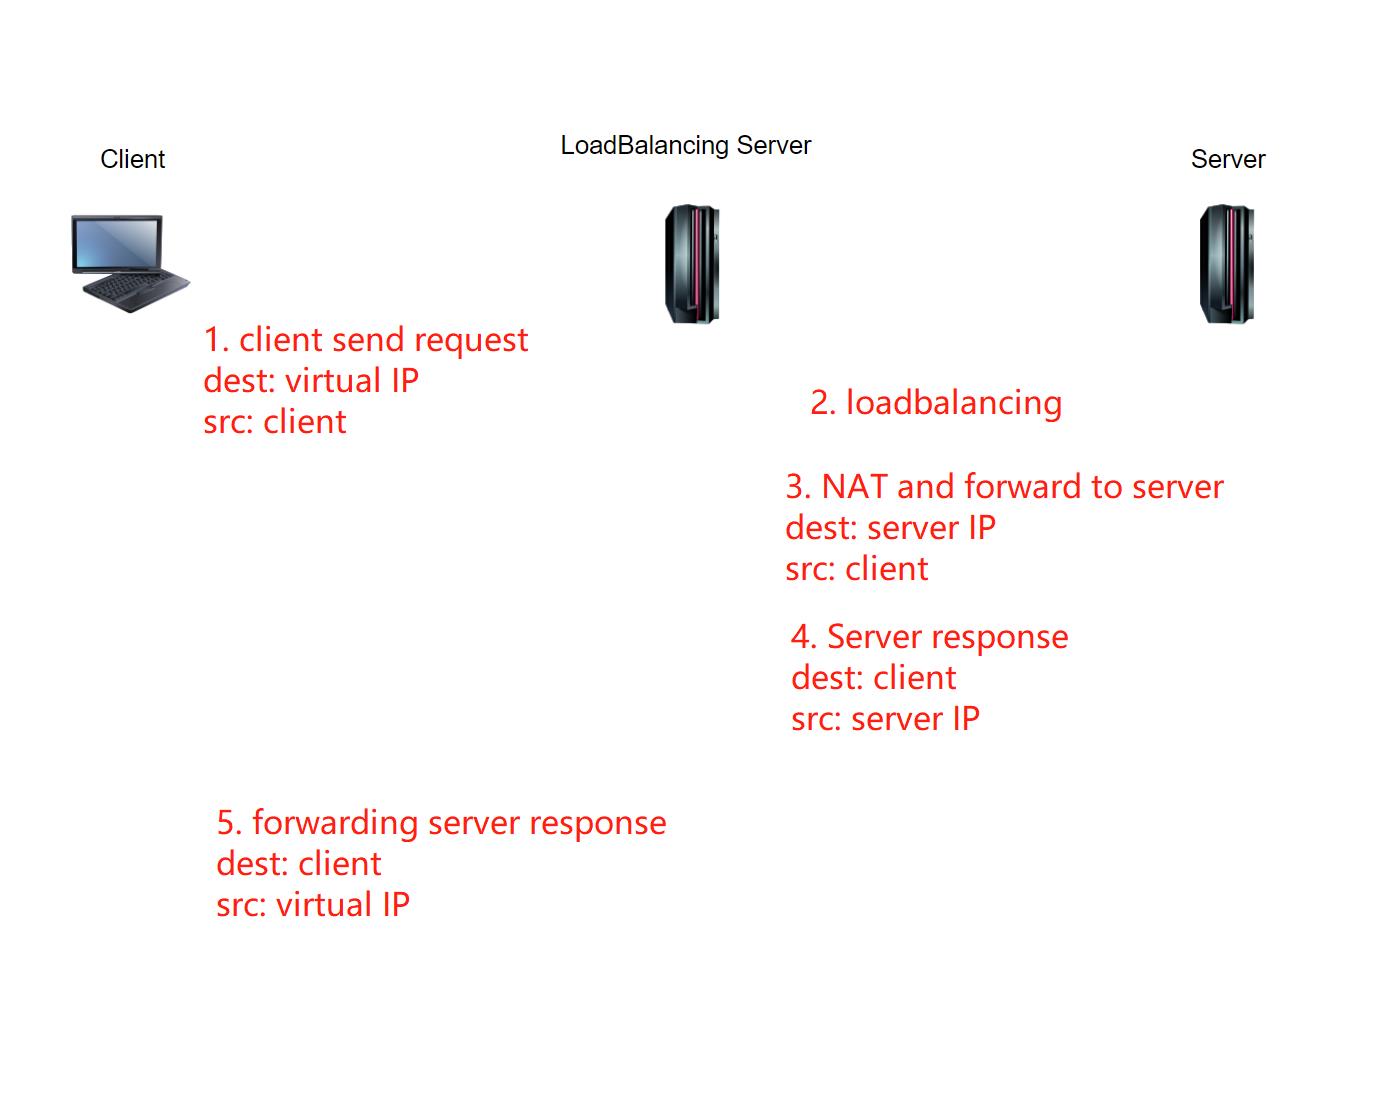 Client
LoadBalancing Server
Server
1. client send request
dest: virtual IP
src: client
2. loadbalancing
3. NAT and forward to server
dest: server IP
src: client
4. Server response
dest: client
src: server IP
5. forwarding server response
dest: client
src: virtual IP